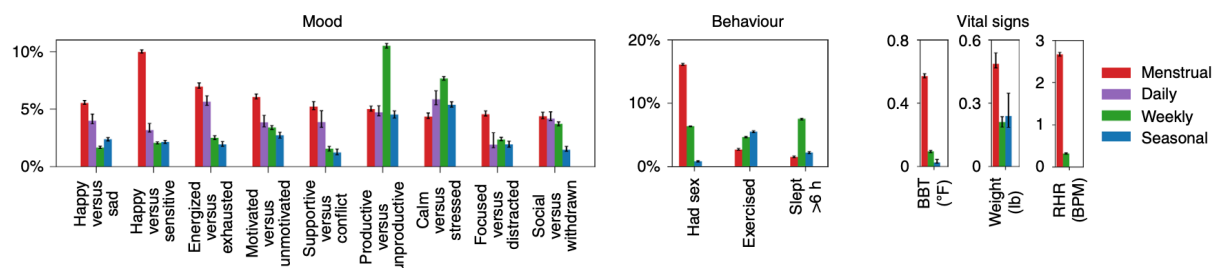 Mood
Behaviour
Vital signs
10%
5%
0%
Happy
versus
sad
Happy
versus
sensitive
Energized
versus
exhausted
Motivated
versus
unmotivated
Supportive
versus
conflict
Productive
versus
unproductive
Calm
versus
stressed
Focused
versus
distracted
Social
versus
withdrawn
20%
10%
0%
Had sex
Exercised
Slept
>6 h
0.8
0.4
0
BBT
(°F)
0.6
0.3
0
Weight
(lb)
3
2
1
0
RHR
(BPM)
Menstrual
Daily
Weekly
Seasonal